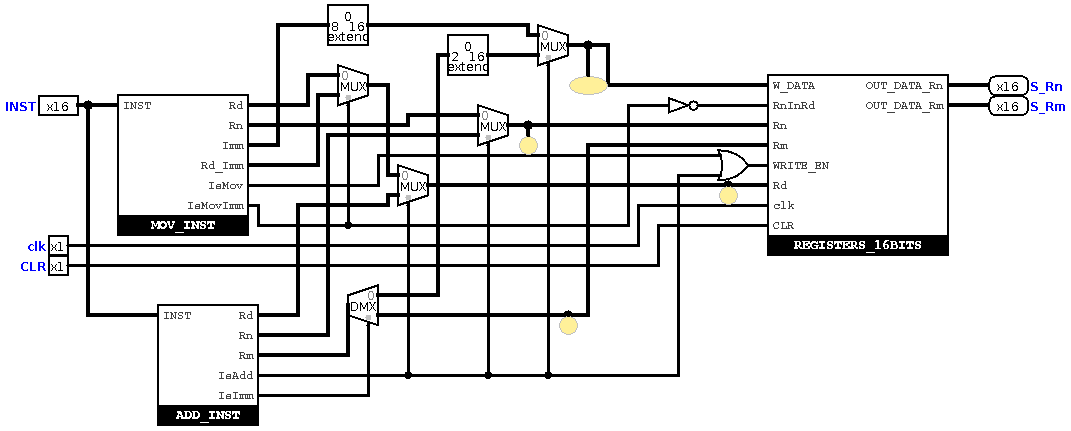 0
8 16
extend
0
2 16
extend
0
MUX
0
MUX
W_DATA
OUT_DATA_Rn
x16
S_Rn
INST
x16
INST
Rd
RnInRd
OUT_DATA_Rm
x16
S_Rm
Rn
0
MUX
Rn
Imm
Rm
Rd_Imm
0
MUX
WRITE_EN
IsMov
Rd
IsMovImm
clk
MOV_INST
CLR
clk
x1
REGISTERS_16BITS
CLR
x1
0
DMX
INST
Rd
Rn
Rm
IsAdd
IsImm
ADD_INST